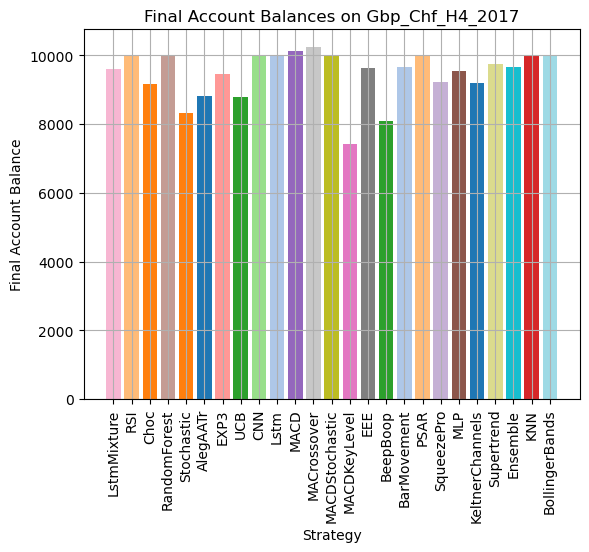 Final Account Balances on Gbp_Chf_H4_2017
Final Account Balance
10000
8000
6000
4000
2000
0
LstmMixture
RSI
Choc
RandomForest
Stochastic
AlegAATr
EXP3
UCB
CNN
Lstm
MACD
MACrossover
MACDStochastic
MACDKeyLevel
EEE
BeepBoop
BarMovement
PSAR
SqueezePro
MLP
KeltnerChannels
Supertrend
Ensemble
KNN
BollingerBands
Strategy